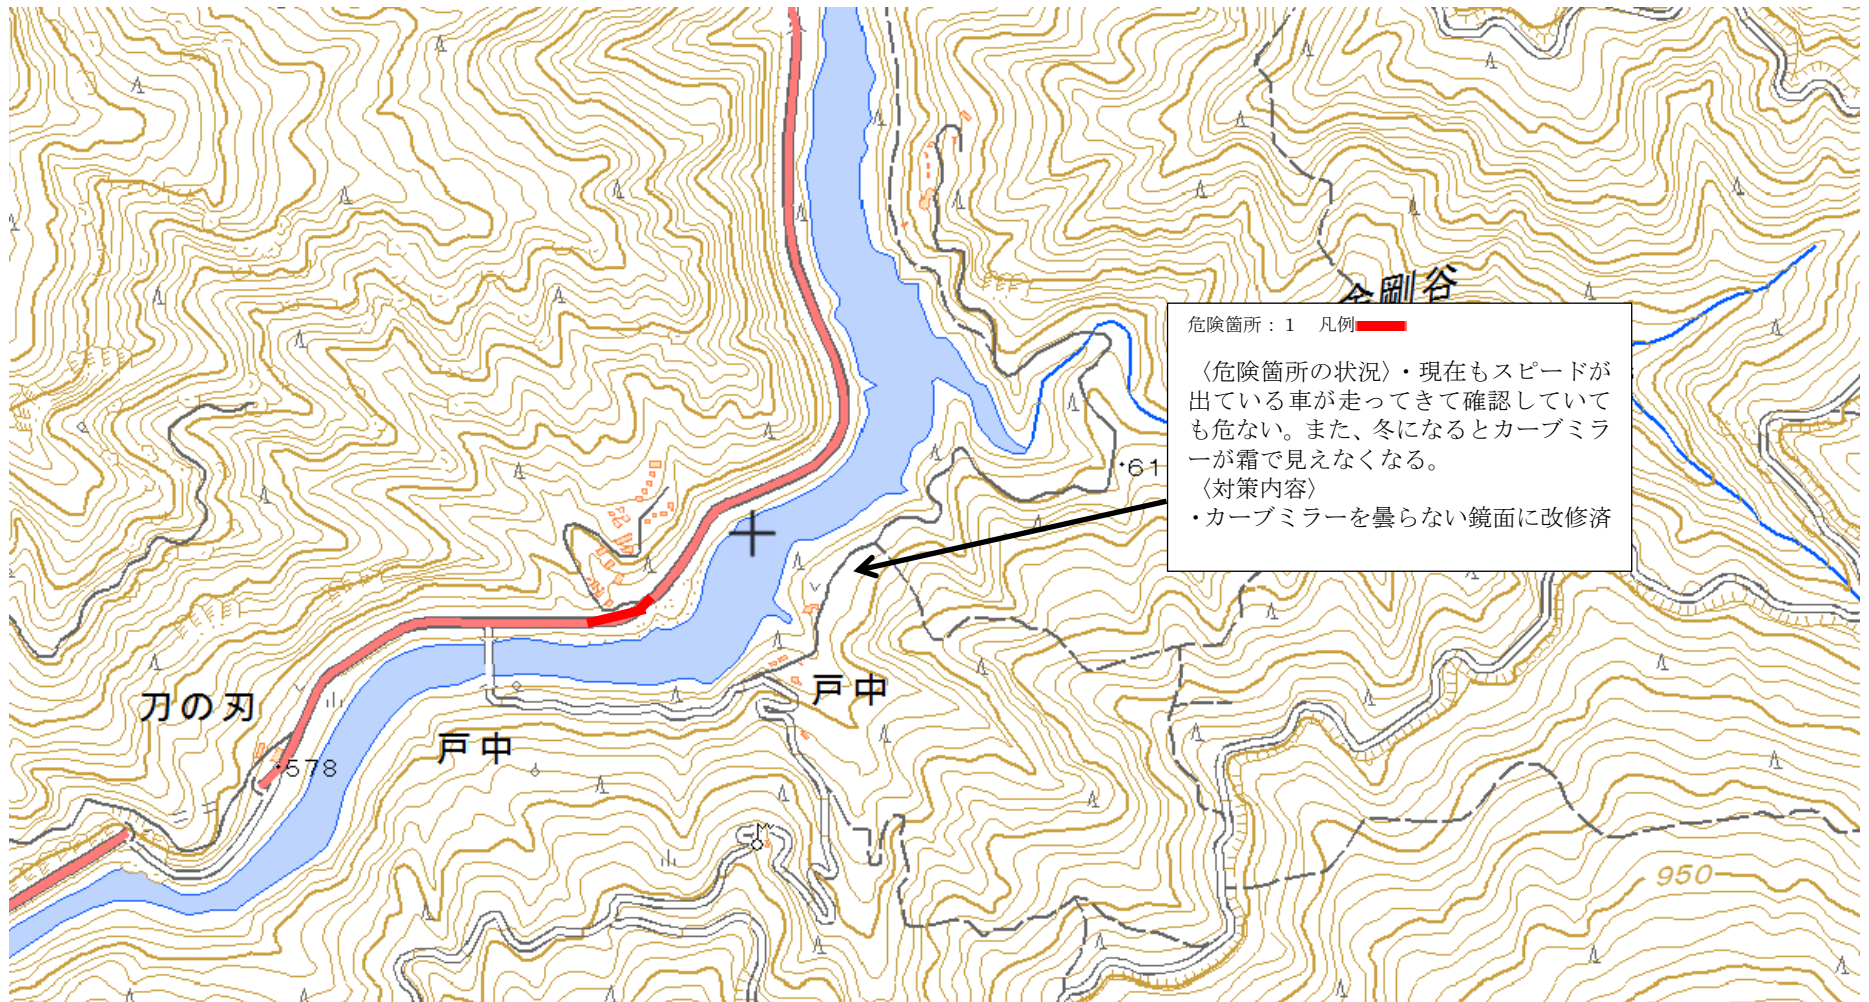 金剛谷
危険箇所：１　凡例
〈危険箇所の状況〉・現在もスピードが
出ている車が走ってきて確認していて
も危ない。また、冬になるとカーブミラ
ーが霜で見えなくなる。
〈対策内容〉
・カーブミラーを曇らない鏡面に改修済
・61
戸中
刀の刃
戸中
・578
950